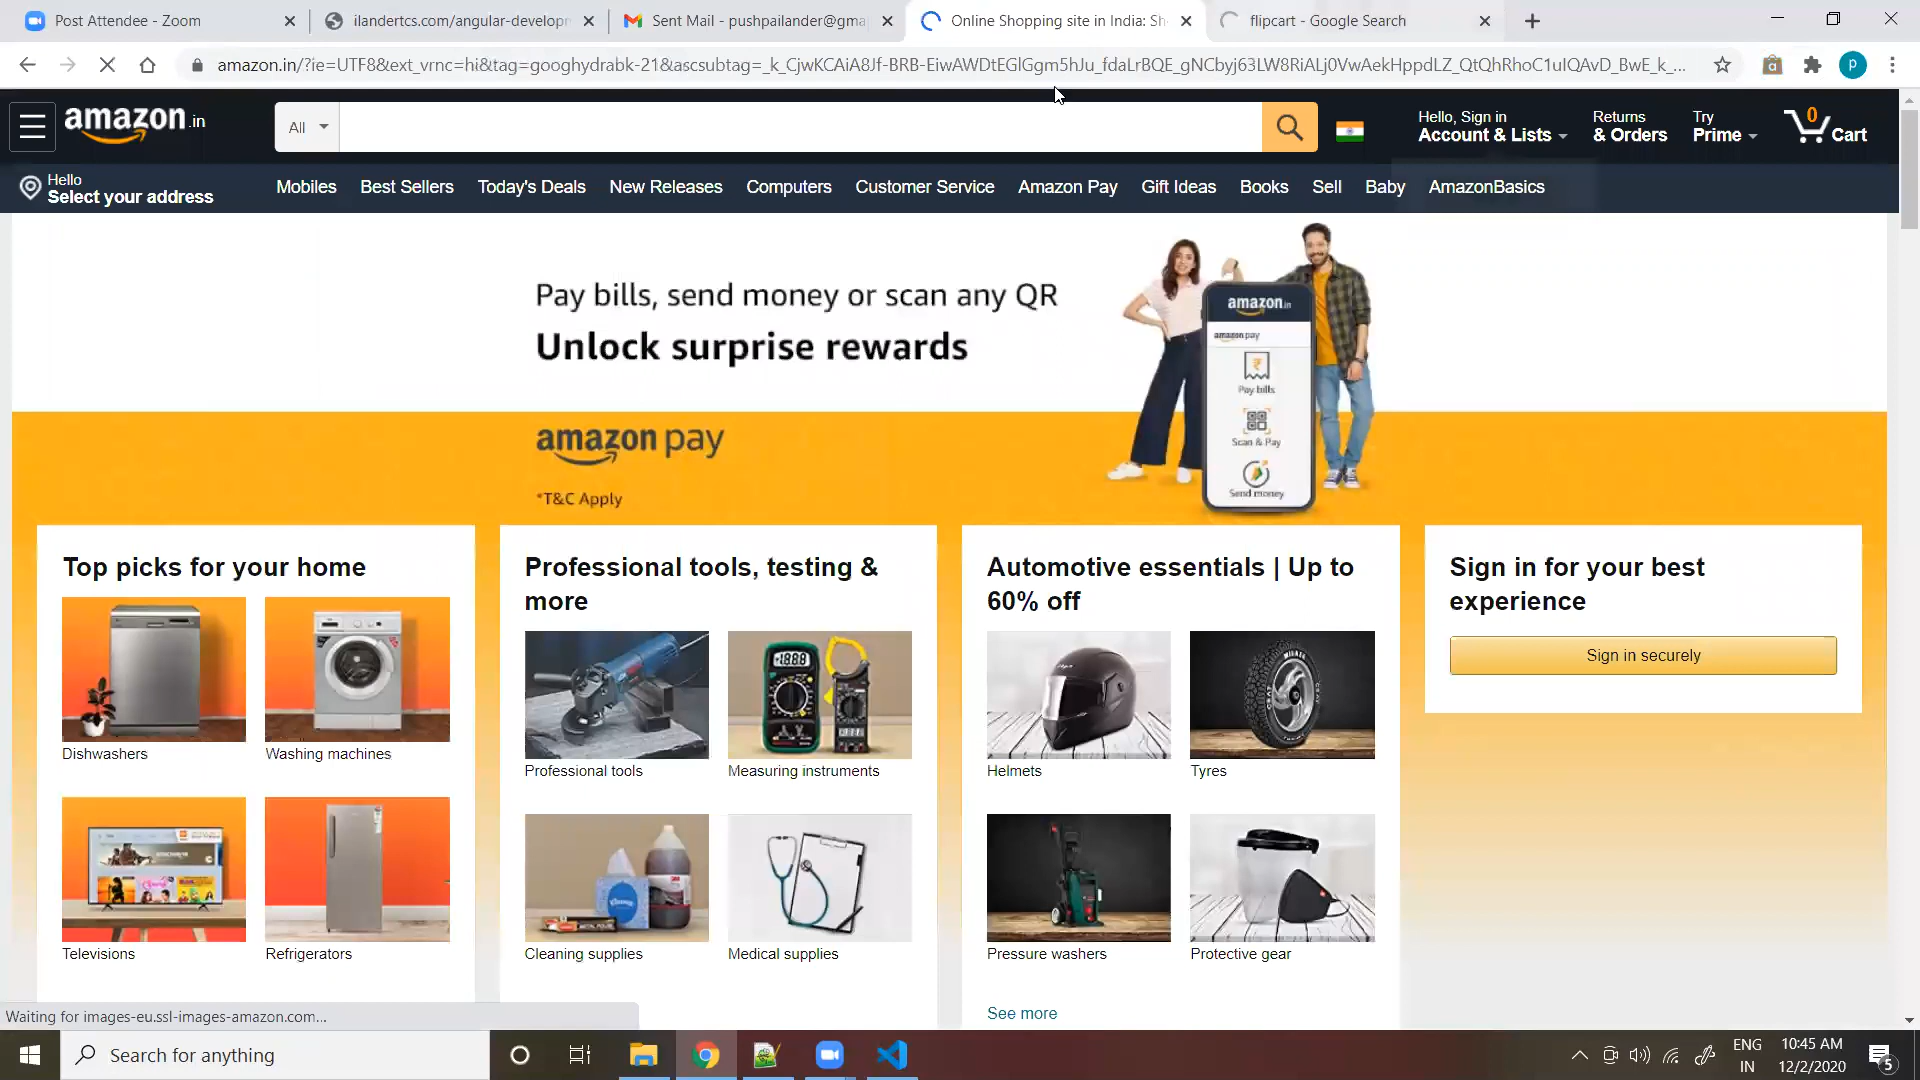 Post Attendee - Zoom
ilandertcs.com/angular-developm
Sent Mail - pushpailander@gma
Online Shopping site in India: Sh
flipcart - Google Search
amazon.in/?ie=UTF8&ext_vrnc=hi&tag=googhydrabk-21&ascsubtag=_k_CjwKCAiA8Jf-BRB-EiwAWDtEGlGgm5hJu_fdaLrBQE_gNCbyj63LW8RiALj0VwAekHppdLZ_QtQhRhoC1uIQAvD_BwE_k_...
P
amazon.in
All
Hello, Sign in
Account & Lists
Returns
& Orders
Try
Prime
0
Cart
Hello
Select your address
Mobiles
Best Sellers
Today's Deals
New Releases
Computers
Customer Service
Amazon Pay
Gift Ideas
Books
Sell
Baby
AmazonBasics
Pay bills, send money or scan any QR
Unlock surprise rewards
amazon pay
*T&C Apply
amazon.in
amazon pay
Pay bills
Scan & Pay
Send money
Top picks for your home
Dishwashers
Washing machines
Televisions
Refrigerators
Professional tools, testing &
more
Professional tools
Measuring instruments
Cleaning supplies
Medical supplies
Automotive essentials | Up to
60% off
Helmets
Tyres
Pressure washers
Protective gear
See more
Sign in for your best
experience
Sign in securely
Waiting for images-eu.ssl-images-amazon.com...
Search for anything
ENG
IN
10:45 AM
12/2/2020
5